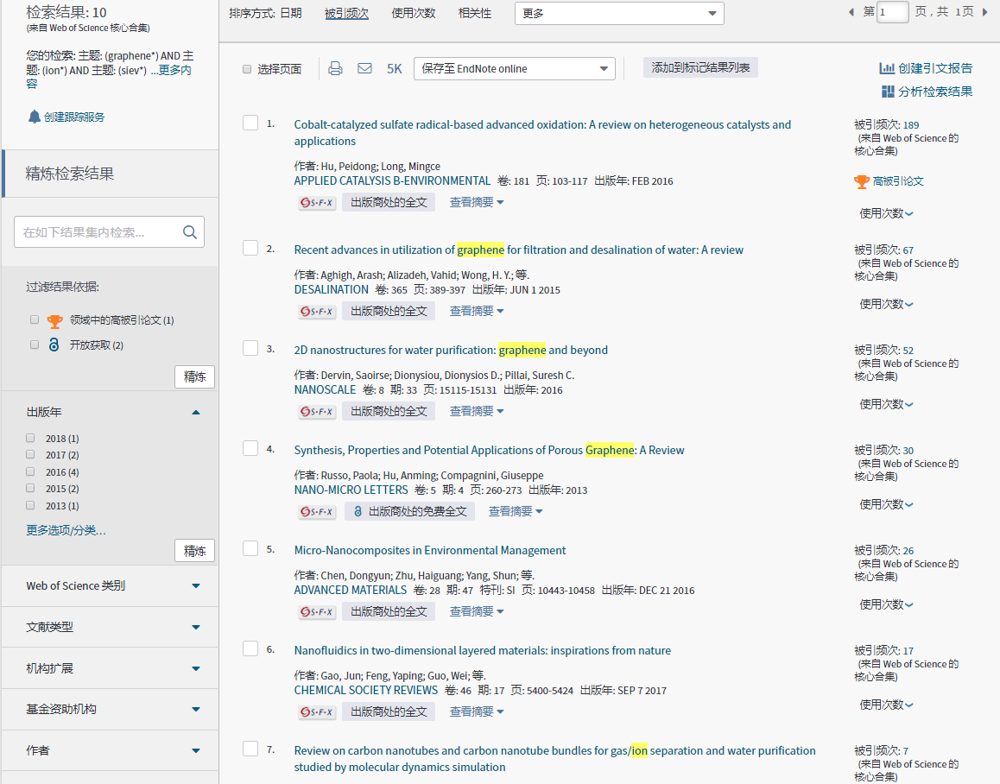 检索结果: 10
(来自 Web of Science 核心合集)
您的检索: 主题: (graphene*) AND 主
题: (ion*) AND 主题: (siev*) ...更多内
容
创建跟踪服务
精炼检索结果
在如下结果集内检索...
过滤结果依据:
领域中的高被引论文 (1)
开放获取 (2)
精炼
出版年
2018 (1)
2017 (2)
2016 (4)
2015 (2)
2013 (1)
更多选项/分类...
精炼
Web of Science 类别
文献类型
机构扩展
基金资助机构
作者
排序方式: 日期 被引频次 使用次数 相关性 更多
第 1 页 , 共 1 页
选择页面 5K 保存至 EndNote online 添加到标记结果列表
创建引文报告
分析检索结果
1. Cobalt-catalyzed sulfate radical-based advanced oxidation: A review on heterogeneous catalysts and
applications
作者: Hu, Peidong; Long, Mingce
APPLIED CATALYSIS B-ENVIRONMENTAL 卷: 181 页: 103-117 出版年: FEB 2016
S·F·X 出版商处的全文 查看摘要
被引频次: 189
(来自 Web of Science 的
核心合集)
高被引论文
使用次数
2. Recent advances in utilization of graphene for filtration and desalination of water: A review
作者: Aghigh, Arash; Alizadeh, Vahid; Wong, H. Y.; 等.
DESALINATION 卷: 365 页: 389-397 出版年: JUN 1 2015
S·F·X 出版商处的全文 查看摘要
被引频次: 67
(来自 Web of Science 的
核心合集)
使用次数
3. 2D nanostructures for water purification: graphene and beyond
作者: Dervin, Saoirse; Dionysiou, Dionysios D.; Pillai, Suresh C.
NANOSCALE 卷: 8 期: 33 页: 15115-15131 出版年: 2016
S·F·X 出版商处的全文 查看摘要
被引频次: 52
(来自 Web of Science 的
核心合集)
使用次数
4. Synthesis, Properties and Potential Applications of Porous Graphene: A Review
作者: Russo, Paola; Hu, Anming; Compagnini, Giuseppe
NANO-MICRO LETTERS 卷: 5 期: 4 页: 260-273 出版年: 2013
S·F·X 出版商处的免费全文 查看摘要
被引频次: 30
(来自 Web of Science 的
核心合集)
使用次数
5. Micro-Nanocomposites in Environmental Management
作者: Chen, Dongyun; Zhu, Haiguang; Yang, Shun; 等.
ADVANCED MATERIALS 卷: 28 期: 47 特刊: SI 页: 10443-10458 出版年: DEC 21 2016
S·F·X 出版商处的全文 查看摘要
被引频次: 26
(来自 Web of Science 的
核心合集)
使用次数
6. Nanofluidics in two-dimensional layered materials: inspirations from nature
作者: Gao, Jun; Feng, Yaping; Guo, Wei; 等.
CHEMICAL SOCIETY REVIEWS 卷: 46 期: 17 页: 5400-5424 出版年: SEP 7 2017
S·F·X 出版商处的全文 查看摘要
被引频次: 17
(来自 Web of Science 的
核心合集)
使用次数
7. Review on carbon nanotubes and carbon nanotube bundles for gas/ion separation and water purification
studied by molecular dynamics simulation
被引频次: 7
(来自 Web of Science 的
核心合集)